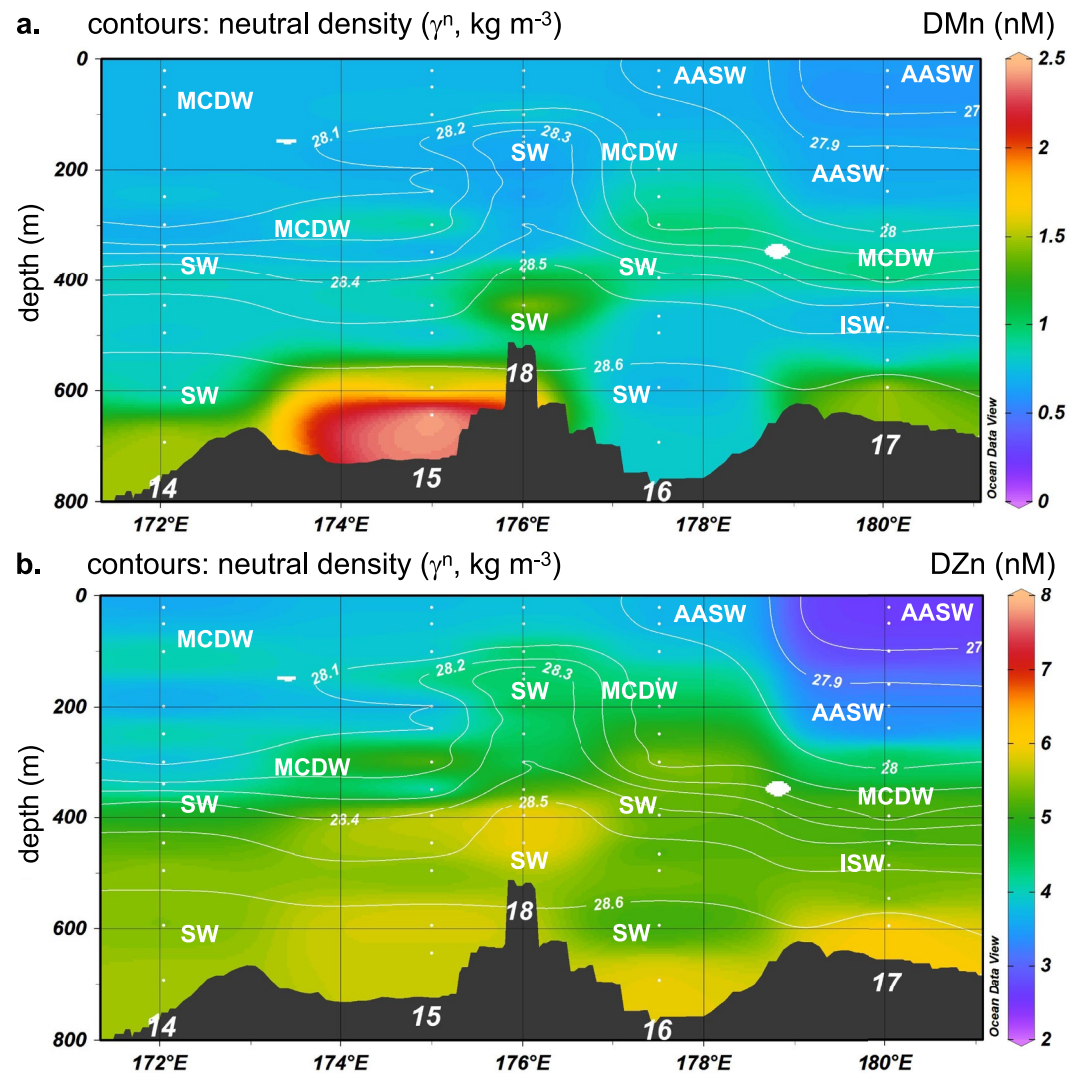 a. contours: neutral density (γⁿ, kg m⁻³) DMn (nM)
0 AASW AASW 2.5
MCDW 27
28.1 28.2 28.3 27.9
SW MCDW 2
200 AASW
MCDW 28 1.5
SW 28.5 SW MCDW
depth (m)
400 28.4
SW ISW 1
28.6
600 SW 18 SW 0.5
17
14 15 16 Ocean Data View
800 0
172°E 174°E 176°E 178°E 180°E
b. contours: neutral density (γⁿ, kg m⁻³) DZn (nM)
0 AASW AASW 8
MCDW 27
28.1 28.2 28.3 27.9 7
SW MCDW
200 AASW
6
MCDW 28
SW 28.5 SW MCDW
depth (m)
400 28.4 5
SW ISW
28.6 4
18
600 SW SW
17 3
14 15 16 Ocean Data View
800 2
172°E 174°E 176°E 178°E 180°E